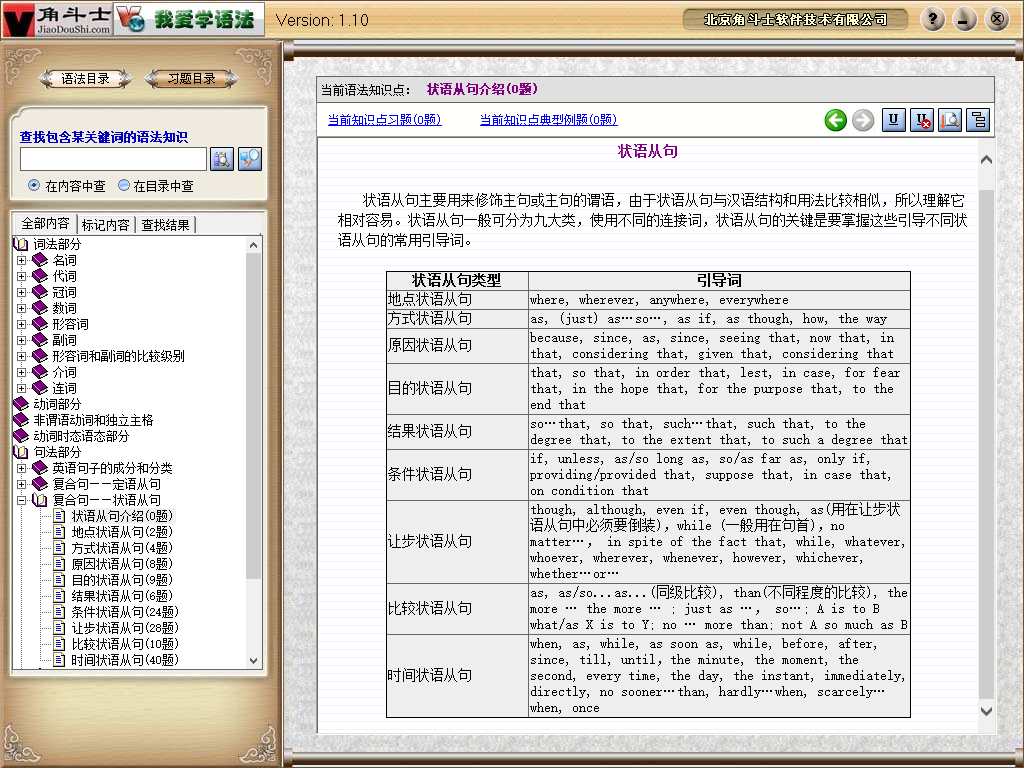 角斗士
JiaoDouShi.com
我爱学语法
Version: 1.10
北京角斗士软件技术有限公司
语法目录
习题目录
查找包含某关键词的语法知识
在内容中查
在目录中查
全部内容
标记内容
查找结果
词法部分
名词
代词
冠词
数词
形容词
副词
形容词和副词的比较级别
介词
连词
动词部分
非谓语动词和独立主格
动词时态语态部分
句法部分
英语句子的成分和分类
复合句－－定语从句
复合句－－状语从句
状语从句介绍(0题)
地点状语从句(2题)
方式状语从句(4题)
原因状语从句(8题)
目的状语从句(9题)
结果状语从句(6题)
条件状语从句(24题)
让步状语从句(28题)
比较状语从句(10题)
时间状语从句(40题)
当前语法知识点： 状语从句介绍(0题)
当前知识点习题(0题)
当前知识点典型例题(0题)
状语从句
状语从句主要用来修饰主句或主句的谓语，由于状语从句与汉语结构和用法比较相似，所以理解它
相对容易。状语从句一般可分为九大类，使用不同的连接词，状语从句的关键是要掌握这些引导不同状
语从句的常用引导词。
状语从句类型 引导词
地点状语从句 where, wherever, anywhere, everywhere
方式状语从句 as, (just) as…so…, as if, as though, how, the way
原因状语从句 because, since, as, since, seeing that, now that, in
that, considering that, given that, considering that
目的状语从句 that, so that, in order that, lest, in case, for fear
that, in the hope that, for the purpose that, to the
end that
结果状语从句 so…that, so that, such…that, such that, to the
degree that, to the extent that, to such a degree that
条件状语从句 if, unless, as/so long as, so/as far as, only if,
providing/provided that, suppose that, in case that,
on condition that
让步状语从句 though, although, even if, even though, as(用在让步状
语从句中必须要倒装), while (一般用在句首), no
matter…, in spite of the fact that, while, whatever,
whoever, wherever, whenever, however, whichever,
whether…or…
比较状语从句 as, as/so...as...(同级比较), than(不同程度的比较), the
more … the more … ; just as …, so…; A is to B
what/as X is to Y; no … more than; not A so much as B
时间状语从句 when, as, while, as soon as, while, before, after,
since, till, until, the minute, the moment, the
second, every time, the day, the instant, immediately,
directly, no sooner…than, hardly…when, scarcely…
when, once